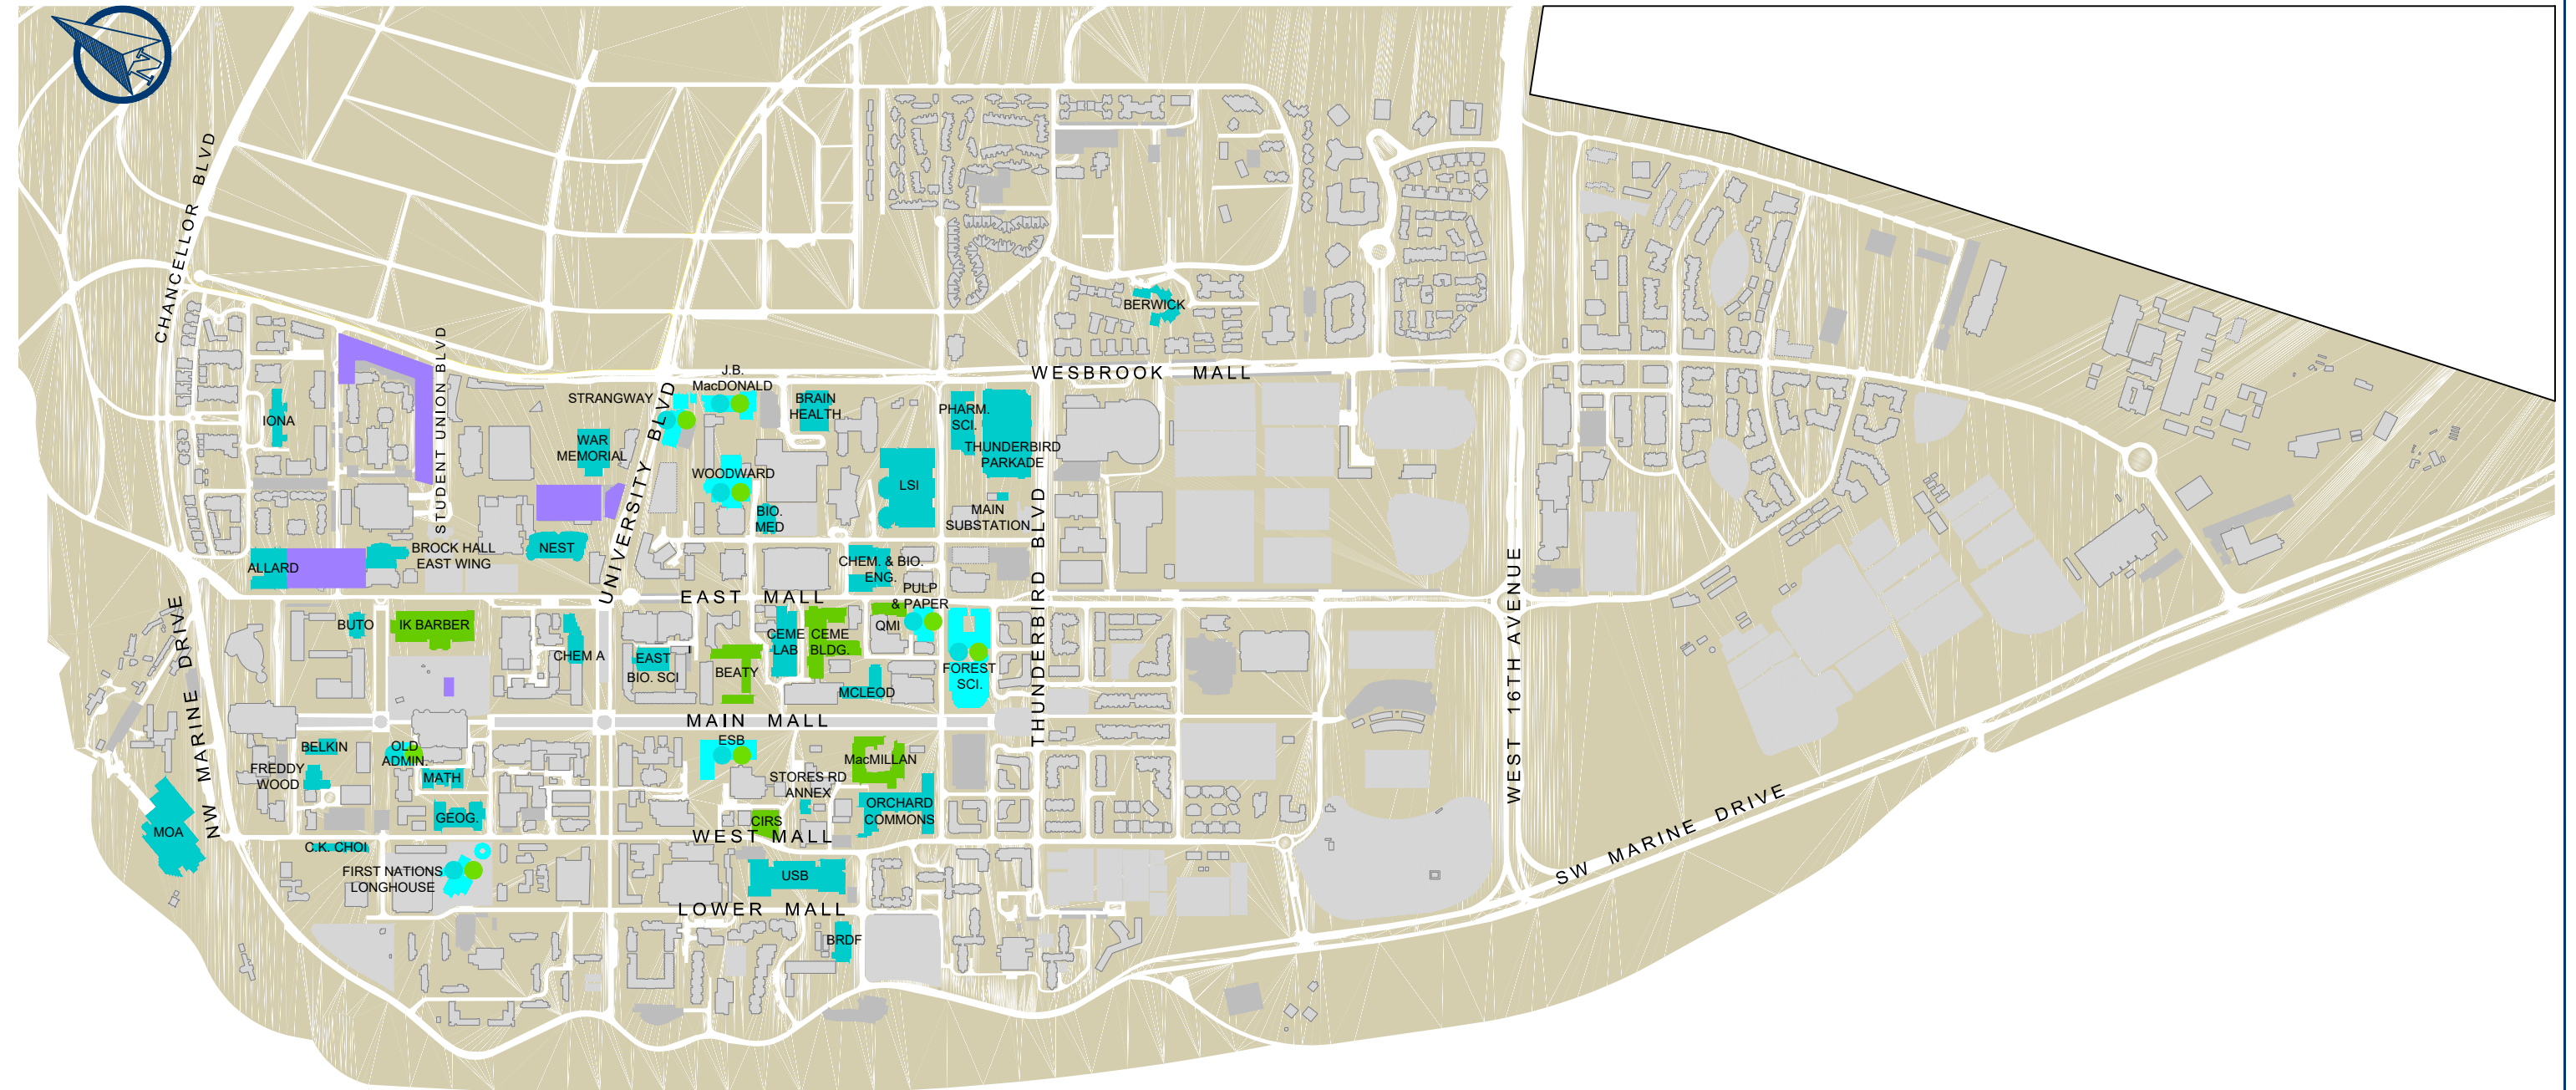 N
CHANCELLOR BLVD
STUDENT UNION BLVD
UNIVERSITY BLVD
WESBROOK MALL
BERWICK
J.B.
MacDONALD
STRANGWAY
BRAIN
HEALTH
PHARM.
SCI.
THUNDERBIRD
PARKADE
IONA
WAR
MEMORIAL
WOODWARD
LSI
BIO.
MED
MAIN
SUBSTATION
BROCK HALL
EAST WING
NEST
ALLARD
CHEM. & BIO.
ENG.
PULP
& PAPER
EAST MALL
THUNDERBIRD BLVD
WEST 16TH AVENUE
NW MARINE DRIVE
BUTO
IK BARBER
CHEM A
EAST
BIO. SCI
BEATY
CEME
LAB
CEME
BLDG.
QMI
MCLEOD
FOREST
SCI.
MAIN MALL
BELKIN
OLD
ADMIN.
MATH
FREDDY
WOOD
GEOG.
MOA
ESB
STORES RD
ANNEX
MacMILLAN
ORCHARD
COMMONS
CIRS
WEST MALL
C.K. CHOI
FIRST NATIONS
LONGHOUSE
USB
LOWER MALL
BRDF
SW MARINE DRIVE